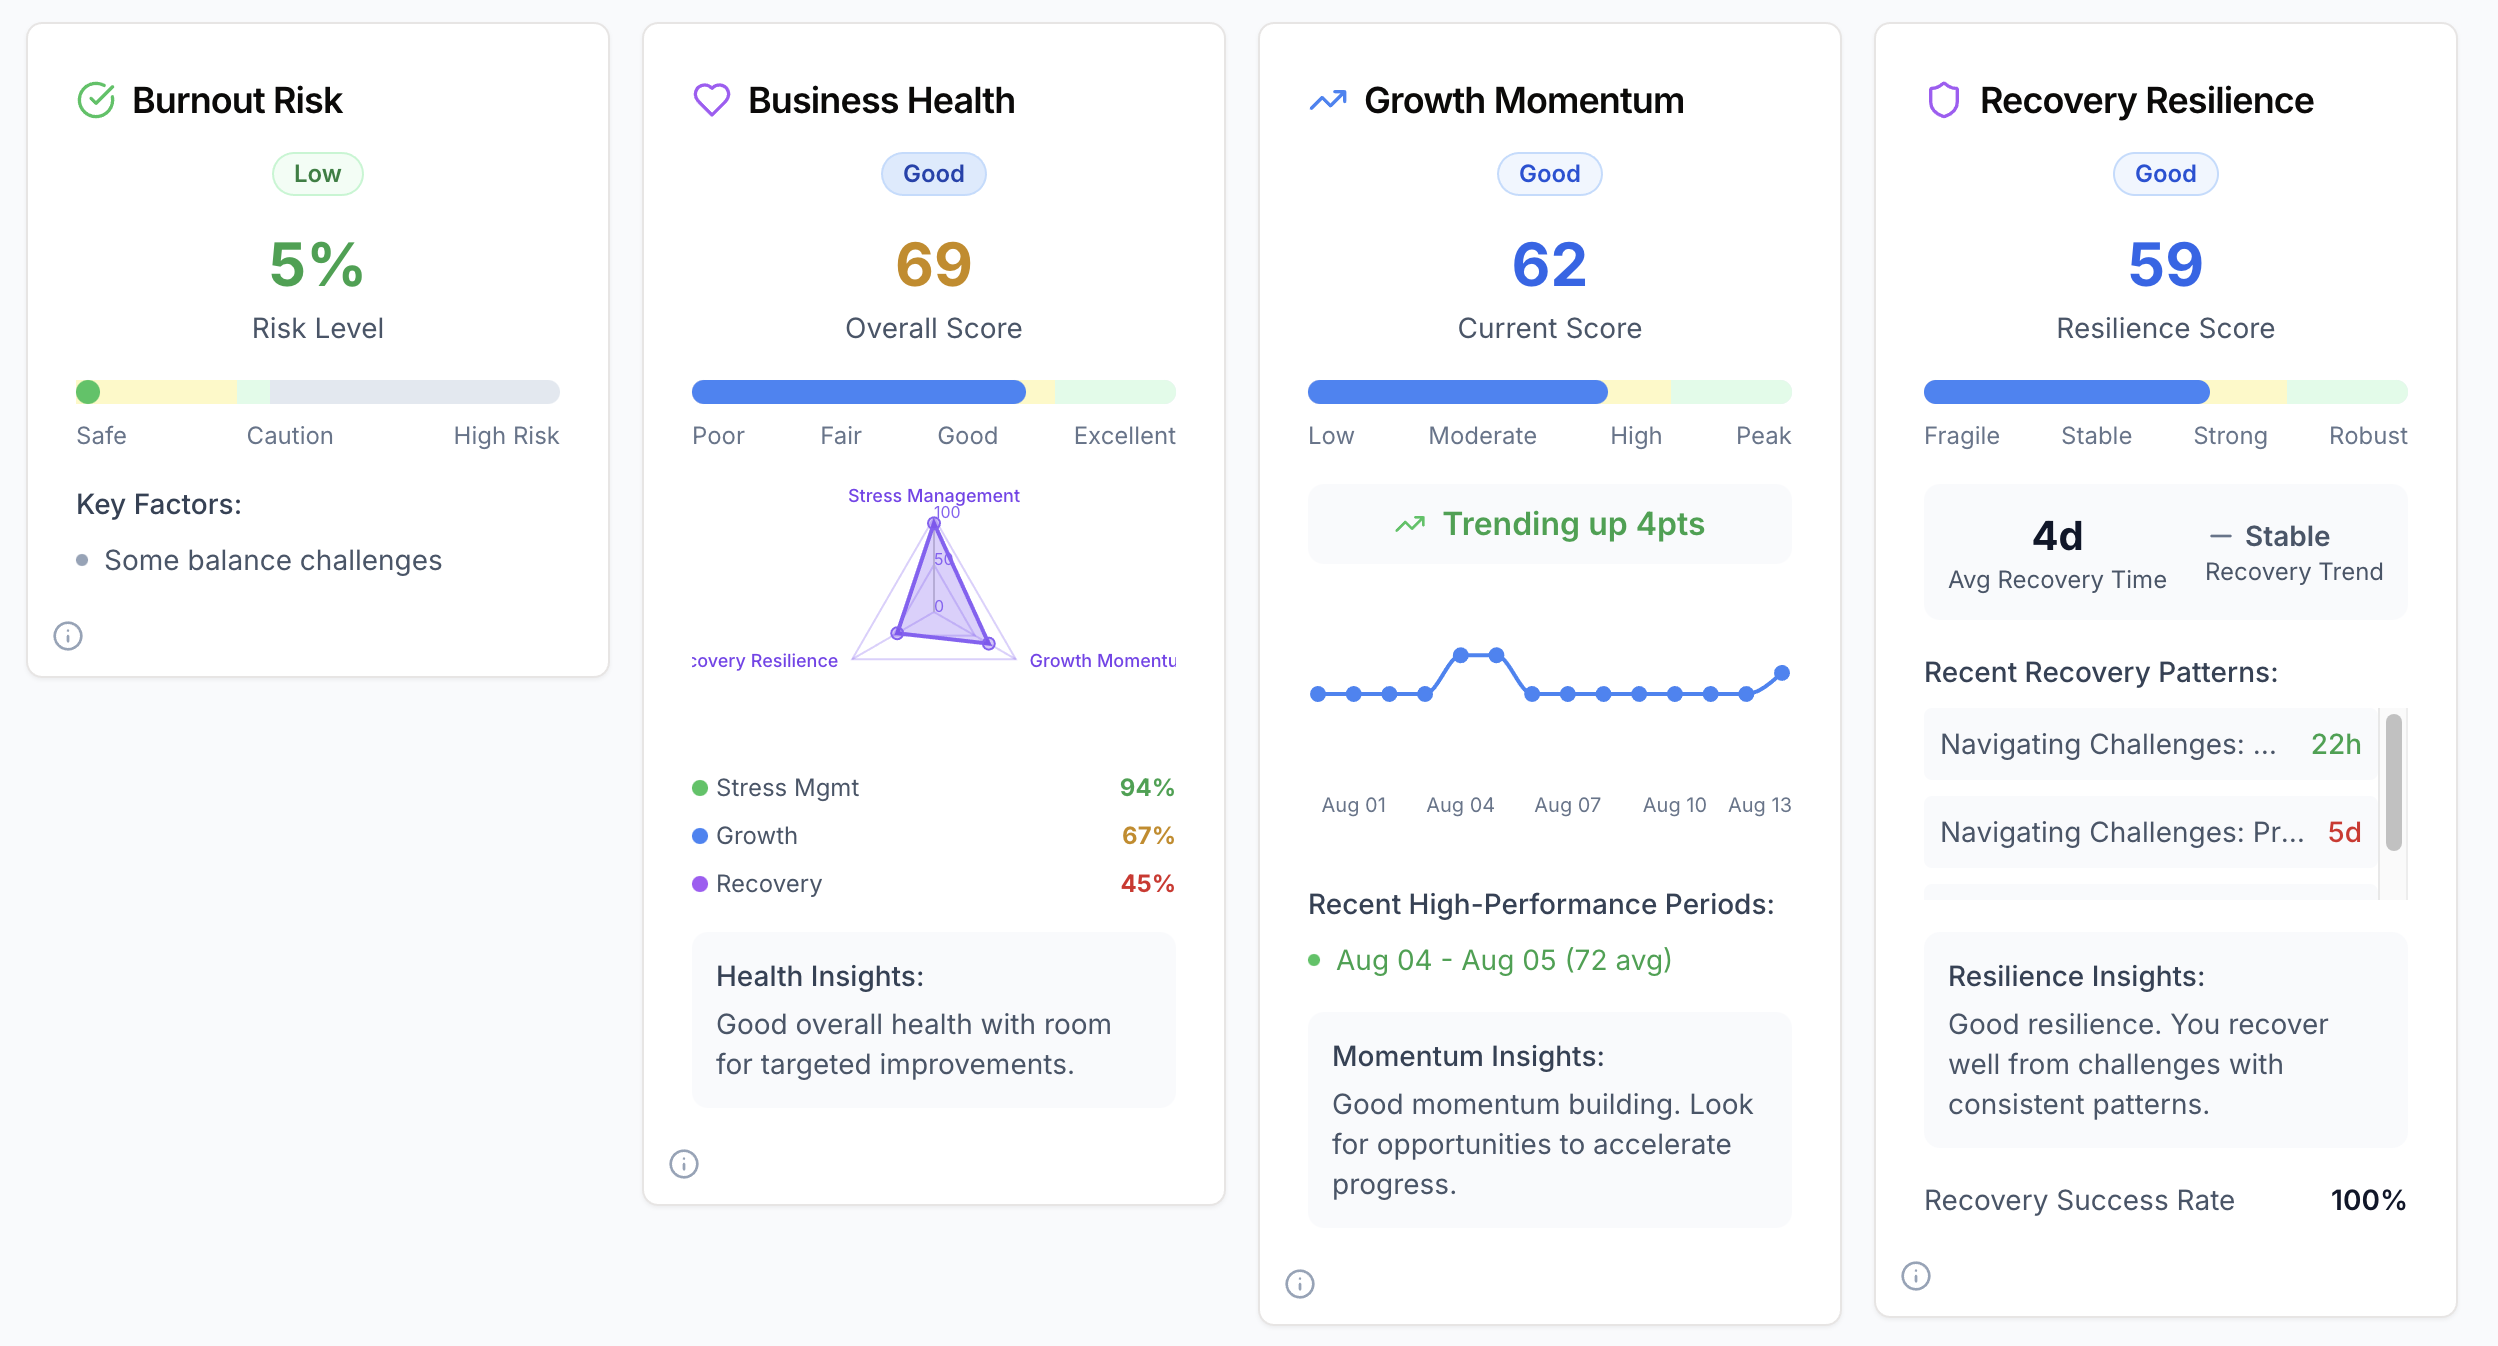 Burnout Risk
Low
5%
Risk Level
Safe
Caution
High Risk
Key Factors:
Some balance challenges
Business Health
Good
69
Overall Score
Poor
Fair
Good
Excellent
Stress Management
100
50
0
covery Resilience
Growth Momentu
Stress Mgmt 94%
Growth 67%
Recovery 45%
Health Insights:
Good overall health with room
for targeted improvements.
Growth Momentum
Good
62
Current Score
Low
Moderate
High
Peak
Trending up 4pts
Aug 01
Aug 04
Aug 07
Aug 10
Aug 13
Recent High-Performance Periods:
Aug 04 - Aug 05 (72 avg)
Momentum Insights:
Good momentum building. Look
for opportunities to accelerate
progress.
Recovery Resilience
Good
59
Resilience Score
Fragile
Stable
Strong
Robust
4d
Avg Recovery Time
Stable
Recovery Trend
Recent Recovery Patterns:
Navigating Challenges: ... 22h
Navigating Challenges: Pr... 5d
Resilience Insights:
Good resilience. You recover
well from challenges with
consistent patterns.
Recovery Success Rate 100%